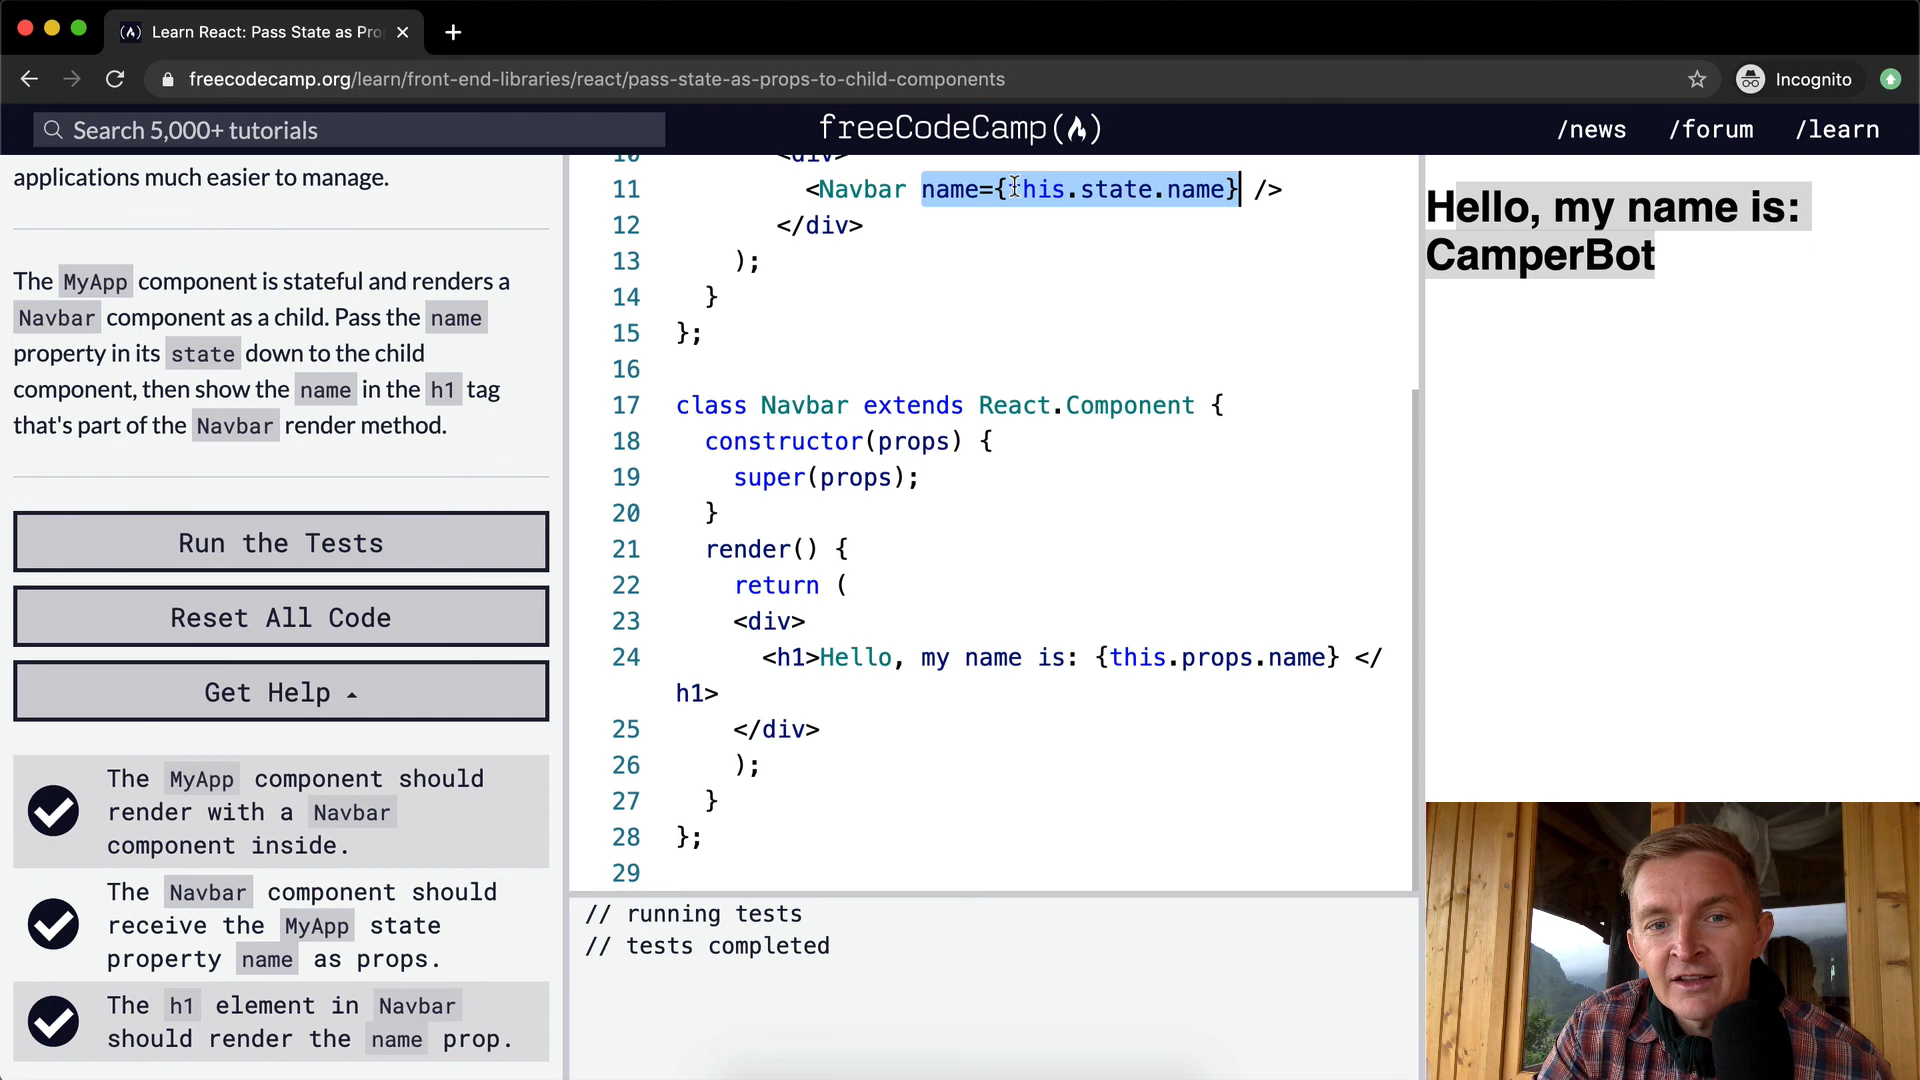 Learn React: Pass State as Pro
freecodecamp.org/learn/front-end-libraries/react/pass-state-as-props-to-child-components
Incognito
Search 5,000+ tutorials
freeCodeCamp
/news
/forum
/learn
applications much easier to manage.
The MyApp component is stateful and renders a
Navbar component as a child. Pass the name
property in its state down to the child
component, then show the name in the h1 tag
that's part of the Navbar render method.
Run the Tests
Reset All Code
Get Help
The MyApp component should
render with a Navbar
component inside.
The Navbar component should
receive the MyApp state
property name as props.
The h1 element in Navbar
should render the name prop.
10 <div>
11 <Navbar name={this.state.name} />
12 </div>
13 );
14 }
15 };
16
17 class Navbar extends React.Component {
18 constructor(props) {
19 super(props);
20 }
21 render() {
22 return (
23 <div>
24 <h1>Hello, my name is: {this.props.name} </
h1>
25 </div>
26 );
27 }
28 };
29
// running tests
// tests completed
Hello, my name is:
CamperBot